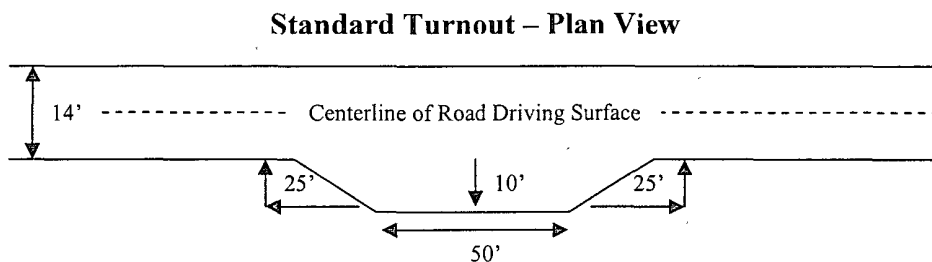 Standard Turnout – Plan View
14’
Centerline of Road Driving Surface
25’
10’
25’
50’